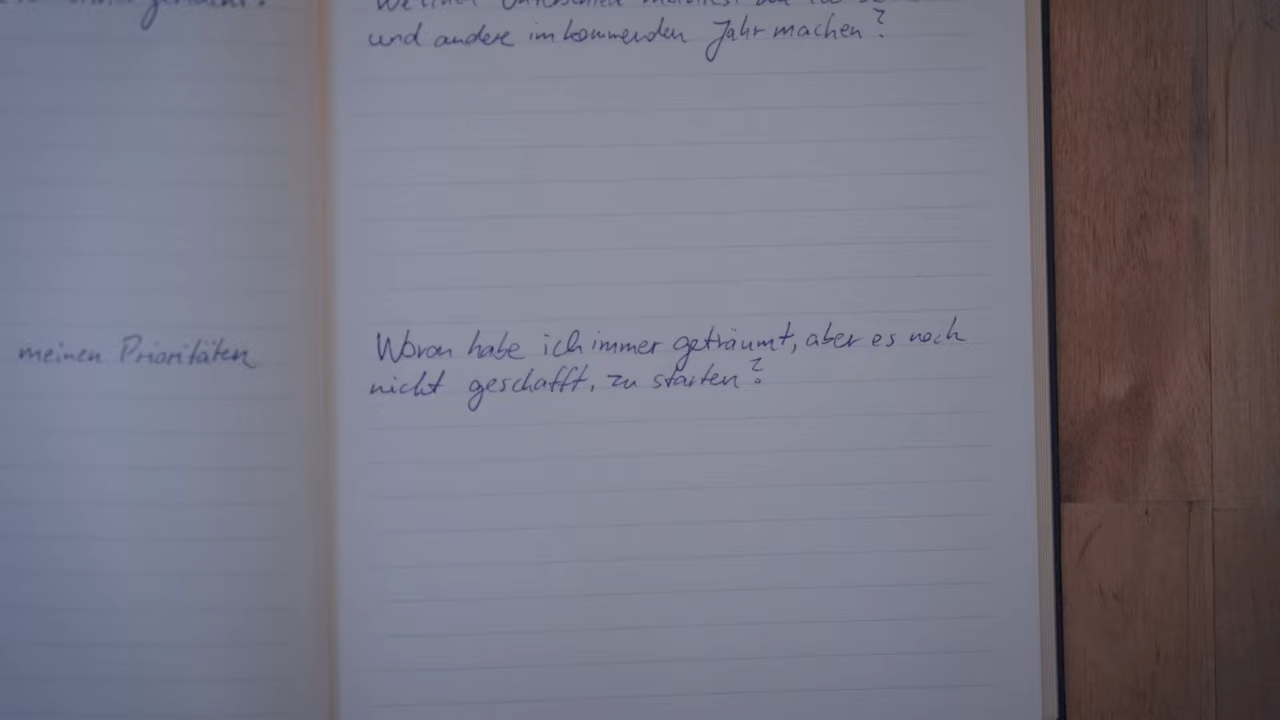 meinen Prioritäten
und andere im kommenden Jahr machen?
Wovon habe ich immer geträumt, aber es noch
nicht geschafft, zu starten?